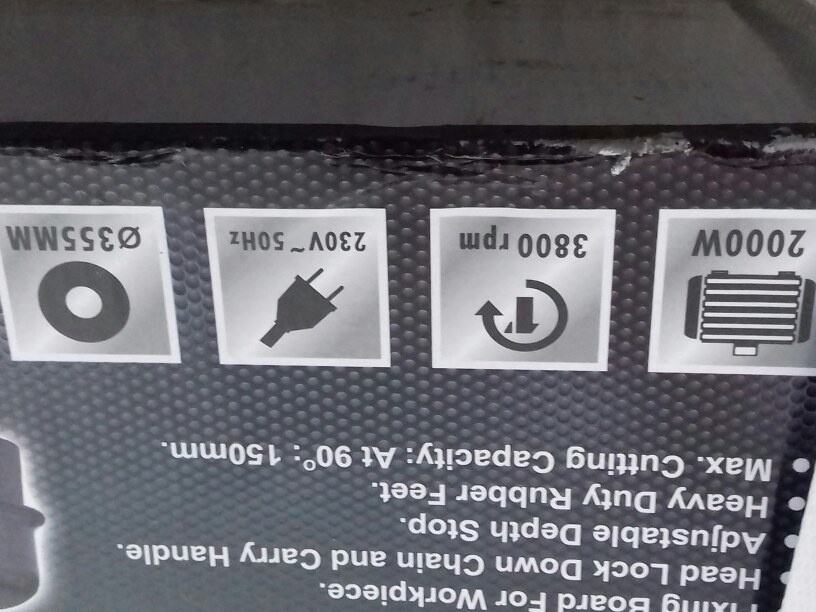 Board For Workpiece.
Head Lock Down Chain and Carry Handle.
Adjustable Depth Stop.
Heavy Duty Rubber Feet.
Max. Cutting Capacity: At 90º: 150mm.
2000W
3800 rpm
230V~50Hz
Ø355MM